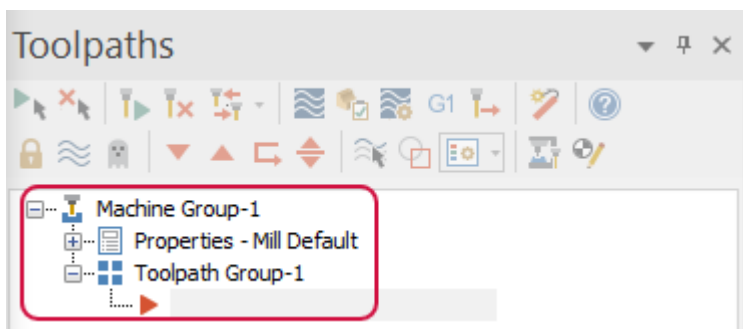 Toolpaths
G1
Machine Group-1
Properties - Mill Default
Toolpath Group-1